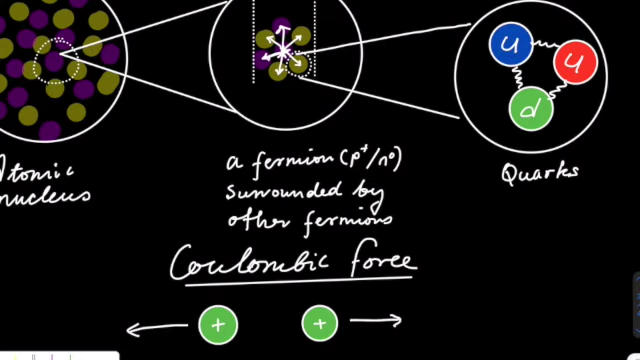 u u
d
a fermion (p⁺/n⁰)
surrounded by
other fermions
Atomic
nucleus
Quarks
Coulombic force
+ +